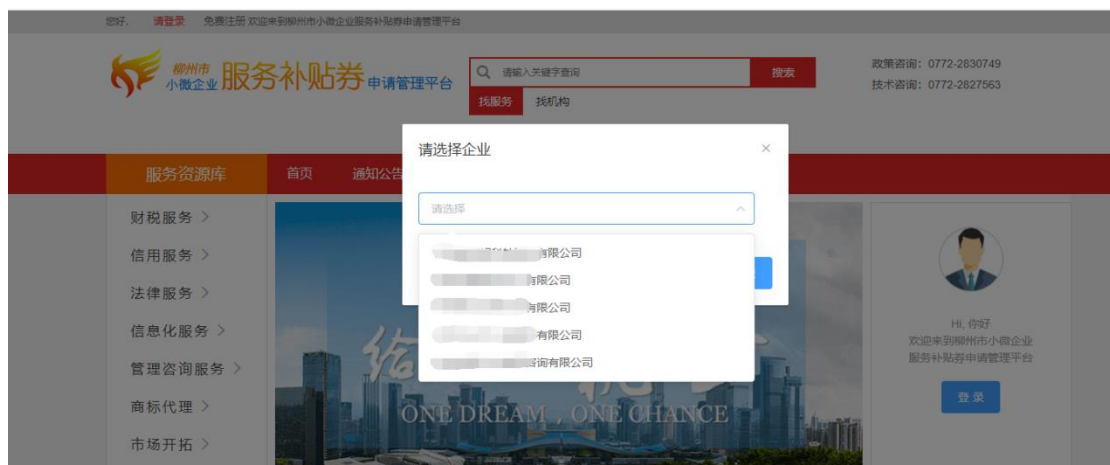 您好， 请登录 免费注册 欢迎来到柳州市小微企业服务补贴券申请管理平台
柳州市
小微企业 服务补贴券 申请管理平台
请输入关键字查询 搜索
找服务 找机构
政策咨询：0772-2830749
技术咨询：0772-2827563
请选择企业
服务资源库 首页 通知公告
请选择
有限公司
有限公司
有限公司
有限公司
咨询有限公司
财税服务 >
信用服务 >
法律服务 >
信息化服务 >
管理咨询服务 >
商标代理 >
市场开拓 >
给
ONE DREAM . ONE CHANCE
Hi, 你好
欢迎来到柳州市小微企业
服务补贴券申请管理平台
登 录